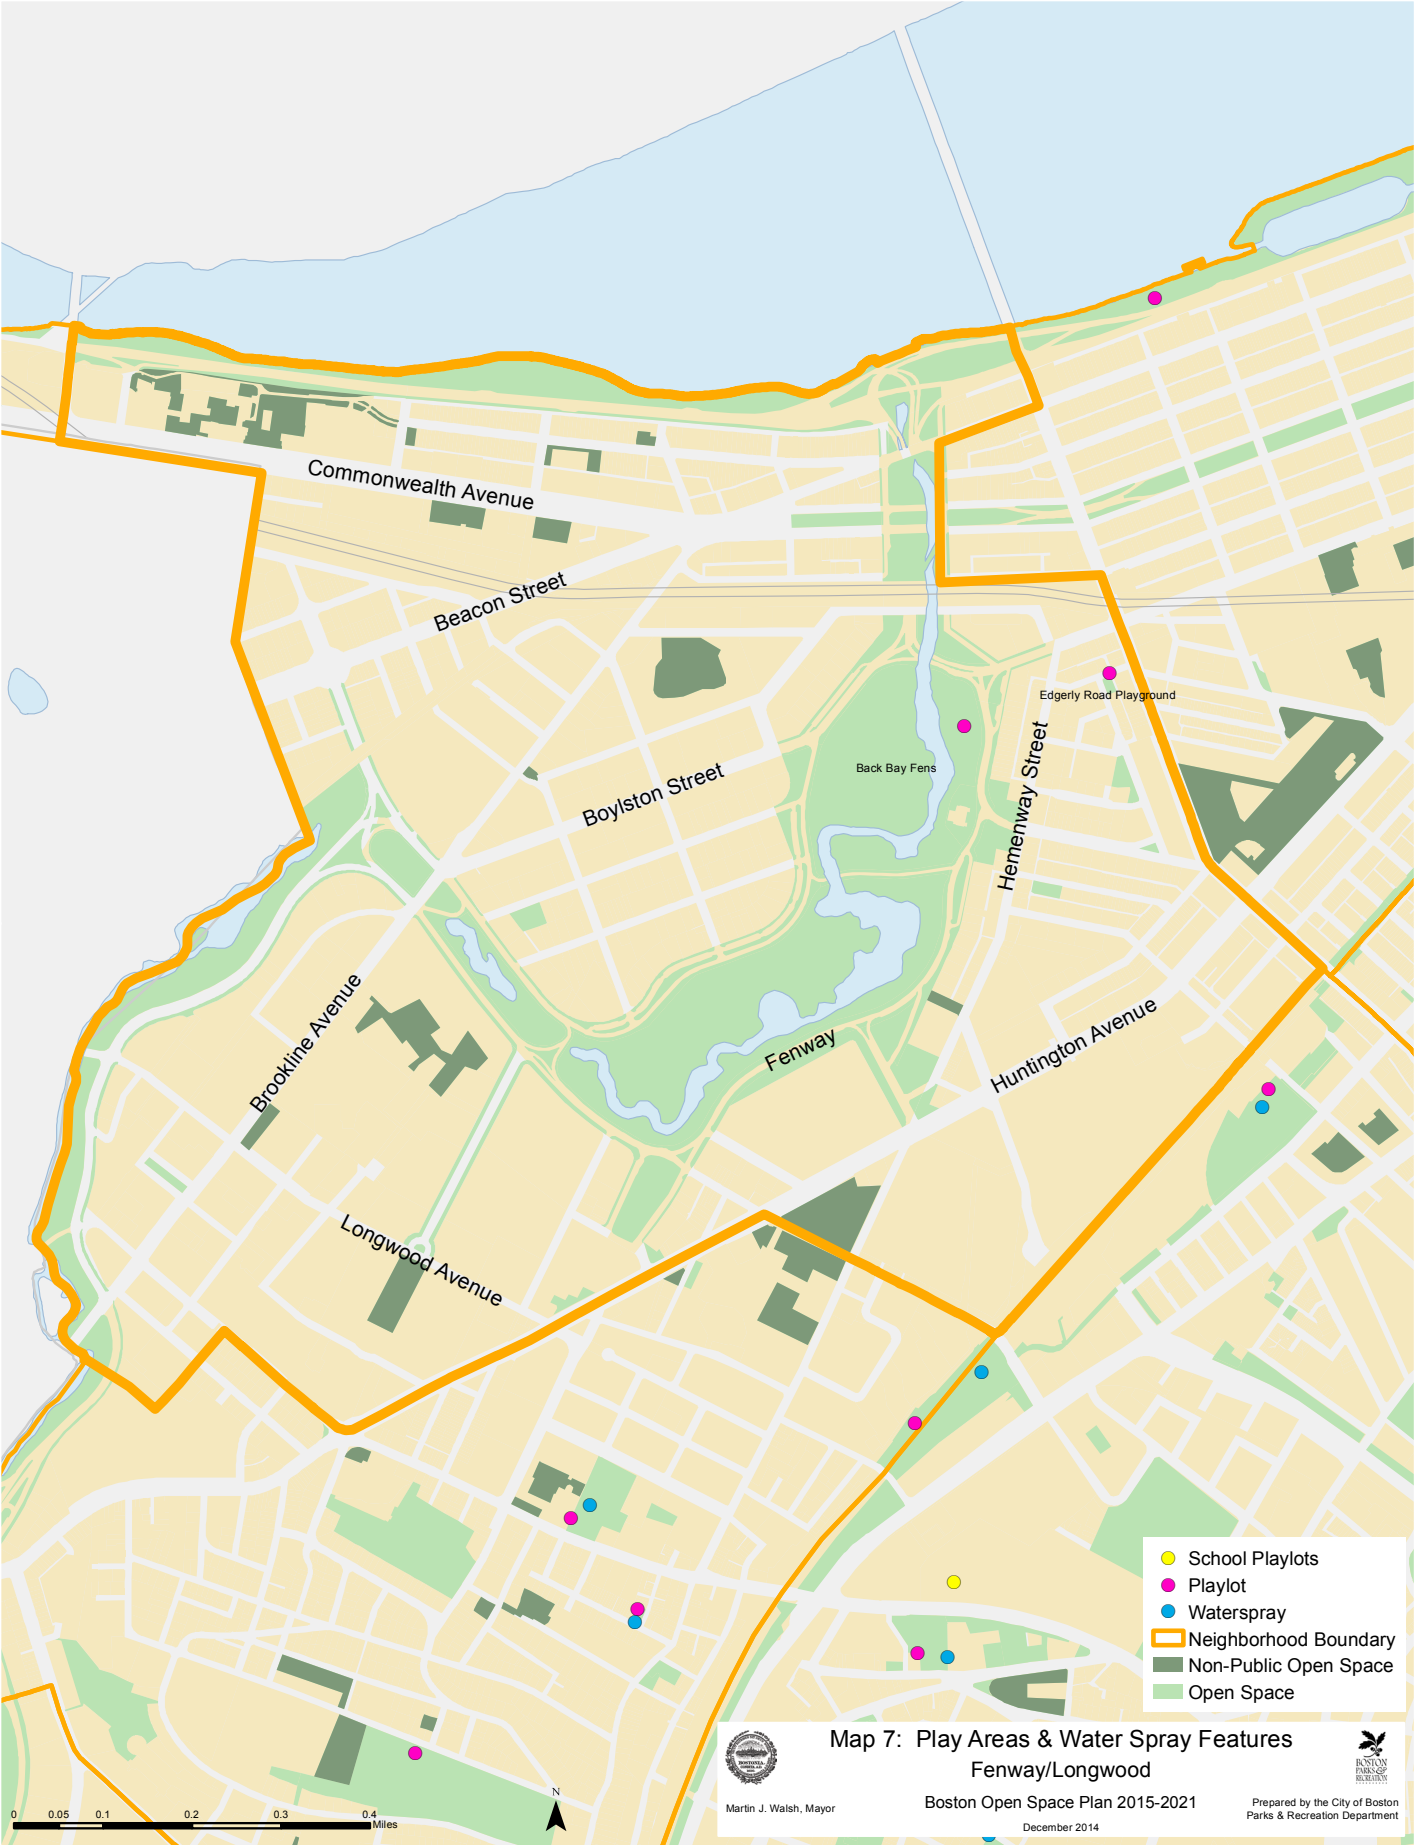 Commonwealth Avenue
Beacon Street
Edgerly Road Playground
Back Bay Fens
Boylston Street
Hemenway Street
Brookline Avenue
Fenway
Huntington Avenue
Longwood Avenue
School Playlots
Playlot
Waterspray
Neighborhood Boundary
Non-Public Open Space
Open Space
Map 7: Play Areas & Water Spray Features
Fenway/Longwood
Boston Open Space Plan 2015-2021
December 2014
Martin J. Walsh, Mayor
BOSTON
PARKS &
RECREATION
Prepared by the City of Boston
Parks & Recreation Department
N
0 0.05 0.1 0.2 0.3 0.4
Miles